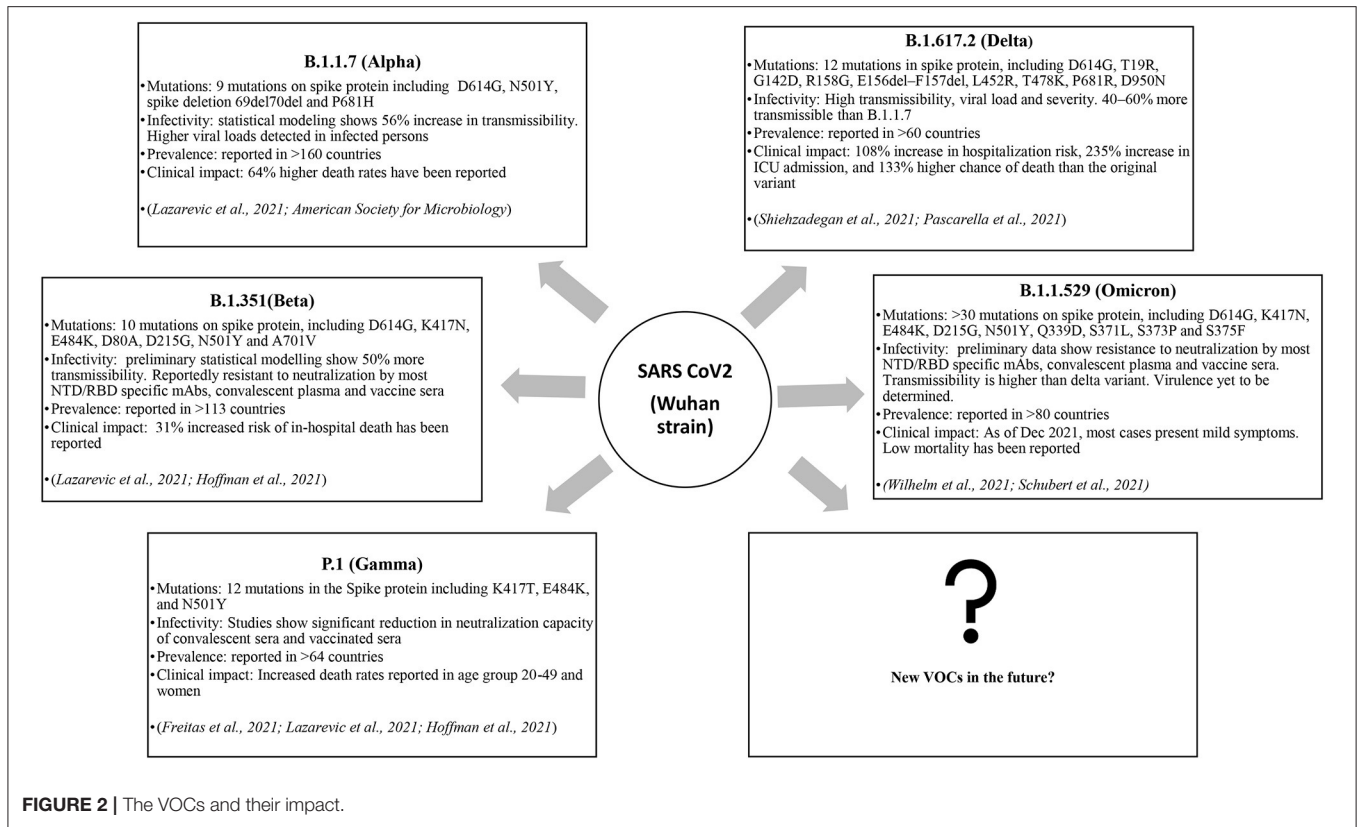 B.1.1.7 (Alpha)
•Mutations: 9 mutations on spike protein including D614G, N501Y,
spike deletion 69del70del and P681H
•Infectivity: statistical modeling shows 56% increase in transmissibility.
Higher viral loads detected in infected persons
•Prevalence: reported in >160 countries
•Clinical impact: 64% higher death rates have been reported
•(Lazarevic et al., 2021; American Society for Microbiology)
B.1.617.2 (Delta)
•Mutations: 12 mutations in spike protein, including D614G, T19R,
G142D, R158G, E156del–F157del, L452R, T478K, P681R, D950N
•Infectivity: High transmissibility, viral load and severity. 40–60% more
transmissible than B.1.1.7
•Prevalence: reported in >60 countries
•Clinical impact: 108% increase in hospitalization risk, 235% increase in
ICU admission, and 133% higher chance of death than the original
variant
•(Shiehzadegan et al., 2021; Pascarella et al., 2021)
B.1.351(Beta)
•Mutations: 10 mutations on spike protein, including D614G, K417N,
E484K, D80A, D215G, N501Y and A701V
•Infectivity: preliminary statistical modelling show 50% more
transmissibility. Reportedly resistant to neutralization by most
NTD/RBD specific mAbs, convalescent plasma and vaccine sera
•Prevalence: reported in >113 countries
•Clinical impact: 31% increased risk of in-hospital death has been
reported
•(Lazarevic et al., 2021; Hoffman et al., 2021)
SARS CoV2
(Wuhan
strain)
B.1.1.529 (Omicron)
•Mutations: >30 mutations on spike protein, including D614G, K417N,
E484K, D215G, N501Y, Q339D, S371L, S373P and S375F
•Infectivity: preliminary data show resistance to neutralization by most
NTD/RBD specific mAbs, convalescent plasma and vaccine sera.
Transmissibility is higher than delta variant. Virulence yet to be
determined.
•Prevalence: reported in >80 countries
•Clinical impact: As of Dec 2021, most cases present mild symptoms.
Low mortality has been reported
•(Wilhelm et al., 2021; Schubert et al., 2021)
P.1 (Gamma)
•Mutations: 12 mutations in the Spike protein including K417T, E484K,
and N501Y
•Infectivity: Studies show significant reduction in neutralization capacity
of convalescent sera and vaccinated sera
•Prevalence: reported in >64 countries
•Clinical impact: Increased death rates reported in age group 20-49 and
women
•(Freitas et al., 2021; Lazarevic et al., 2021; Hoffman et al., 2021)
?
New VOCs in the future?
FIGURE 2 | The VOCs and their impact.